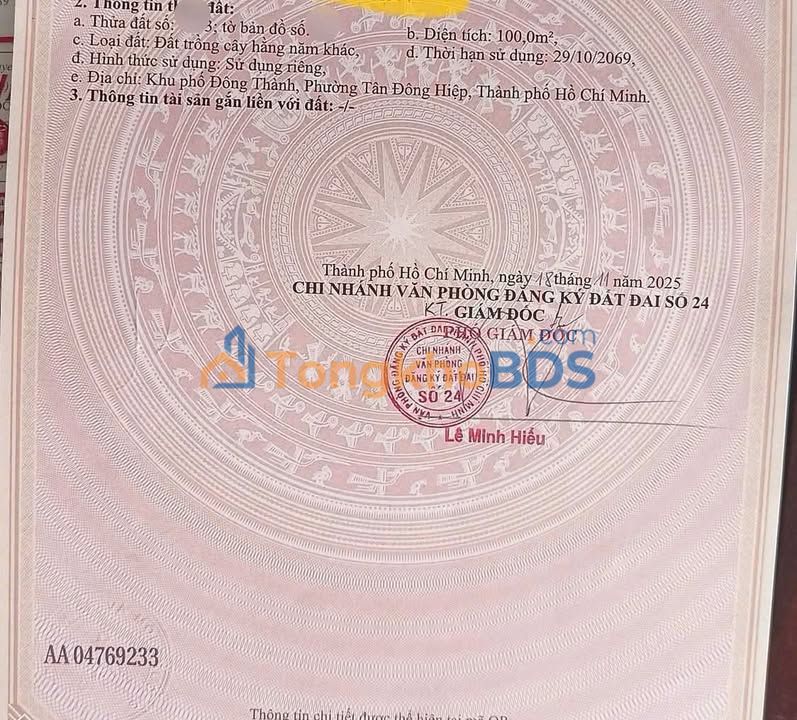 2. Thông tin t đất:
a. Thửa đất số: 3; tờ bản đồ số.
b. Diện tích: 100,0m²,
c. Loại đất: Đất trồng cây hằng năm khác,
d. Thời hạn sử dụng: 29/10/2069,
đ. Hình thức sử dụng: Sử dụng riêng,
e. Địa chỉ: Khu phố Đông Thành, Phường Tân Đông Hiệp, Thành phố Hồ Chí Minh.
3. Thông tin tài sản gắn liền với đất: -/-
Thành phố Hồ Chí Minh, ngày 18 tháng 11 năm 2025
CHI NHÁNH VĂN PHÒNG ĐĂNG KÝ ĐẤT ĐAI SỐ 24
KT. GIÁM ĐỐC
PHÓ GIÁM ĐỐC
CHI NHÁNH
VĂN PHÒNG
ĐĂNG KÝ ĐẤT ĐAI
SỐ 24
TongkhoBDS
.com
Lê Minh Hiếu
AA 04769233
Thông tin chi tiết được thể hiện tại mã QR